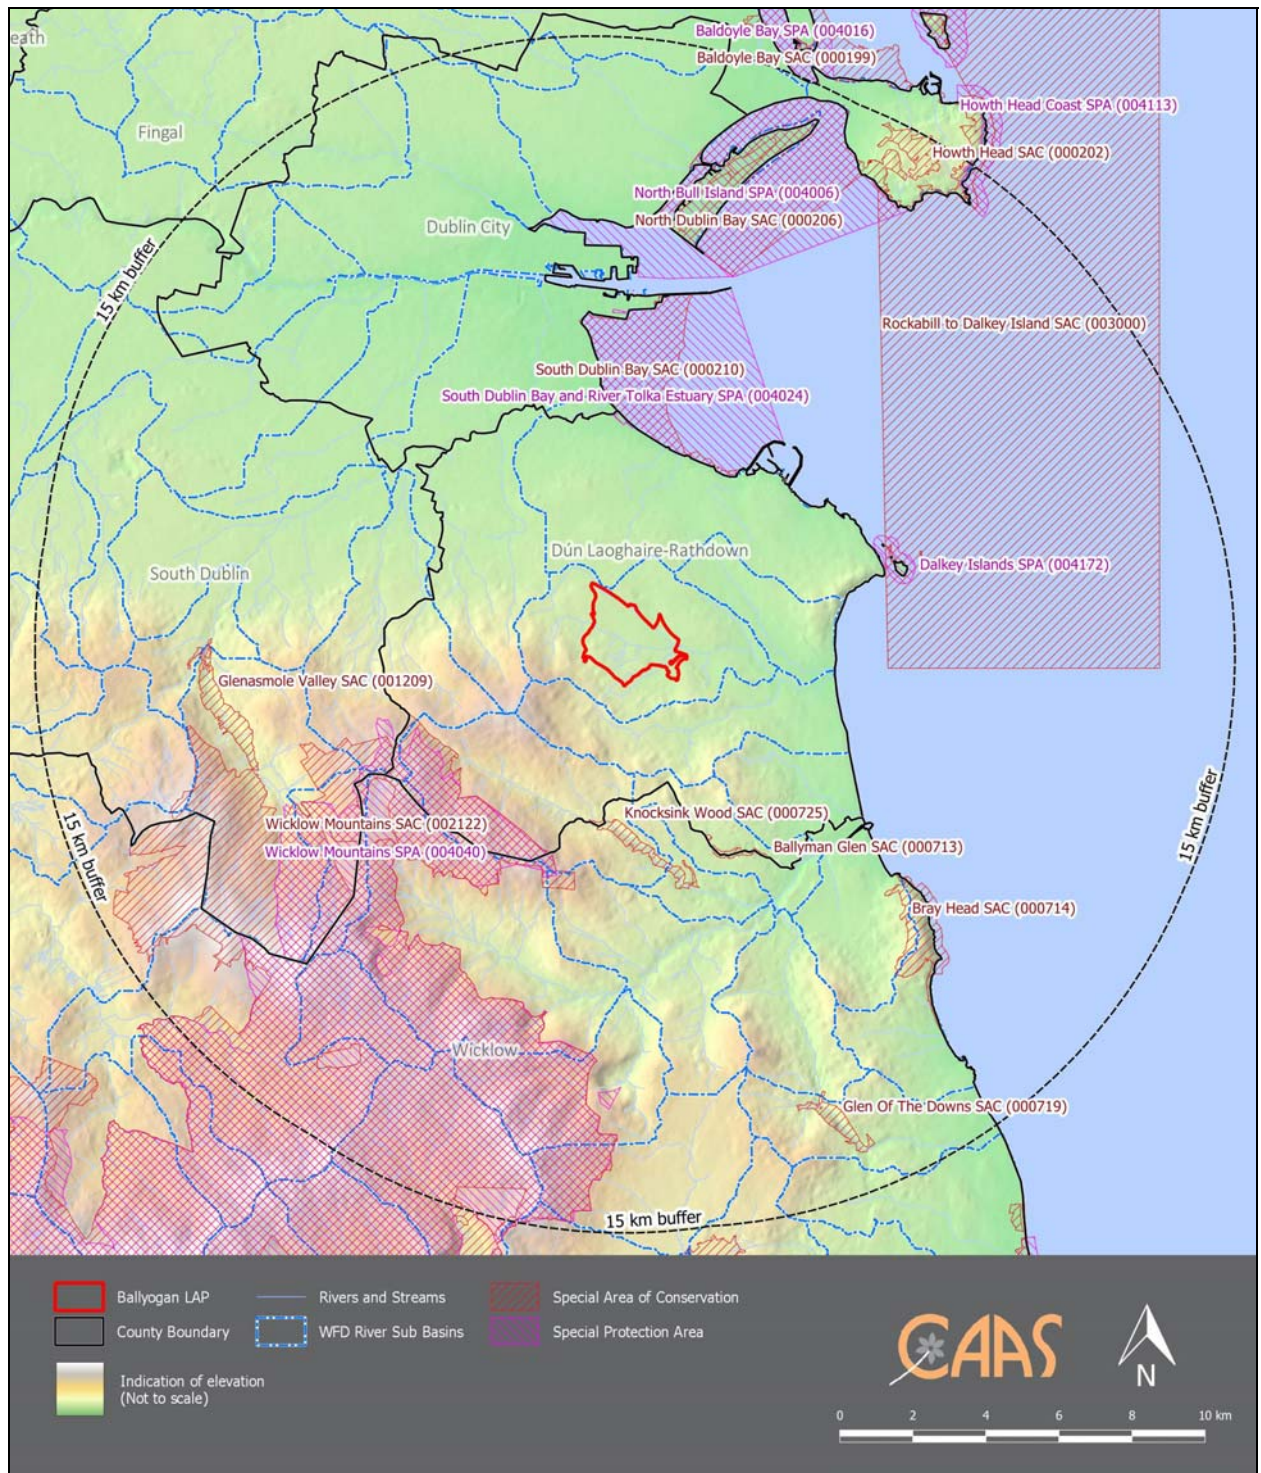 eath
Baldoyle Bay SPA (004016)
Baldoyle Bay SAC (000199)
Howth Head Coast SPA (004113)
Fingal
Howth Head SAC (000202)
North Bull Island SPA (004006)
North Dublin Bay SAC (000206)
Dublin City
15 km buffer
Rockabill to Dalkey Island SAC (003000)
South Dublin Bay SAC (000210)
South Dublin Bay and River Tolka Estuary SPA (004024)
Dún Laoghaire-Rathdown
Dalkey Islands SPA (004172)
South Dublin
Glenasmole Valley SAC (001209)
15 km buffer
15 km buffer
Knocksink Wood SAC (000725)
Wicklow Mountains SAC (002122)
Ballyman Glen SAC (000713)
Wicklow Mountains SPA (004040)
Bray Head SAC (000714)
Wicklow
Glen Of The Downs SAC (000719)
15 km buffer
Ballyogan LAP
Rivers and Streams
Special Area of Conservation
County Boundary
WFD River Sub Basins
Special Protection Area
Indication of elevation
(Not to scale)
CAAS
N
0 2 4 6 8 10 km